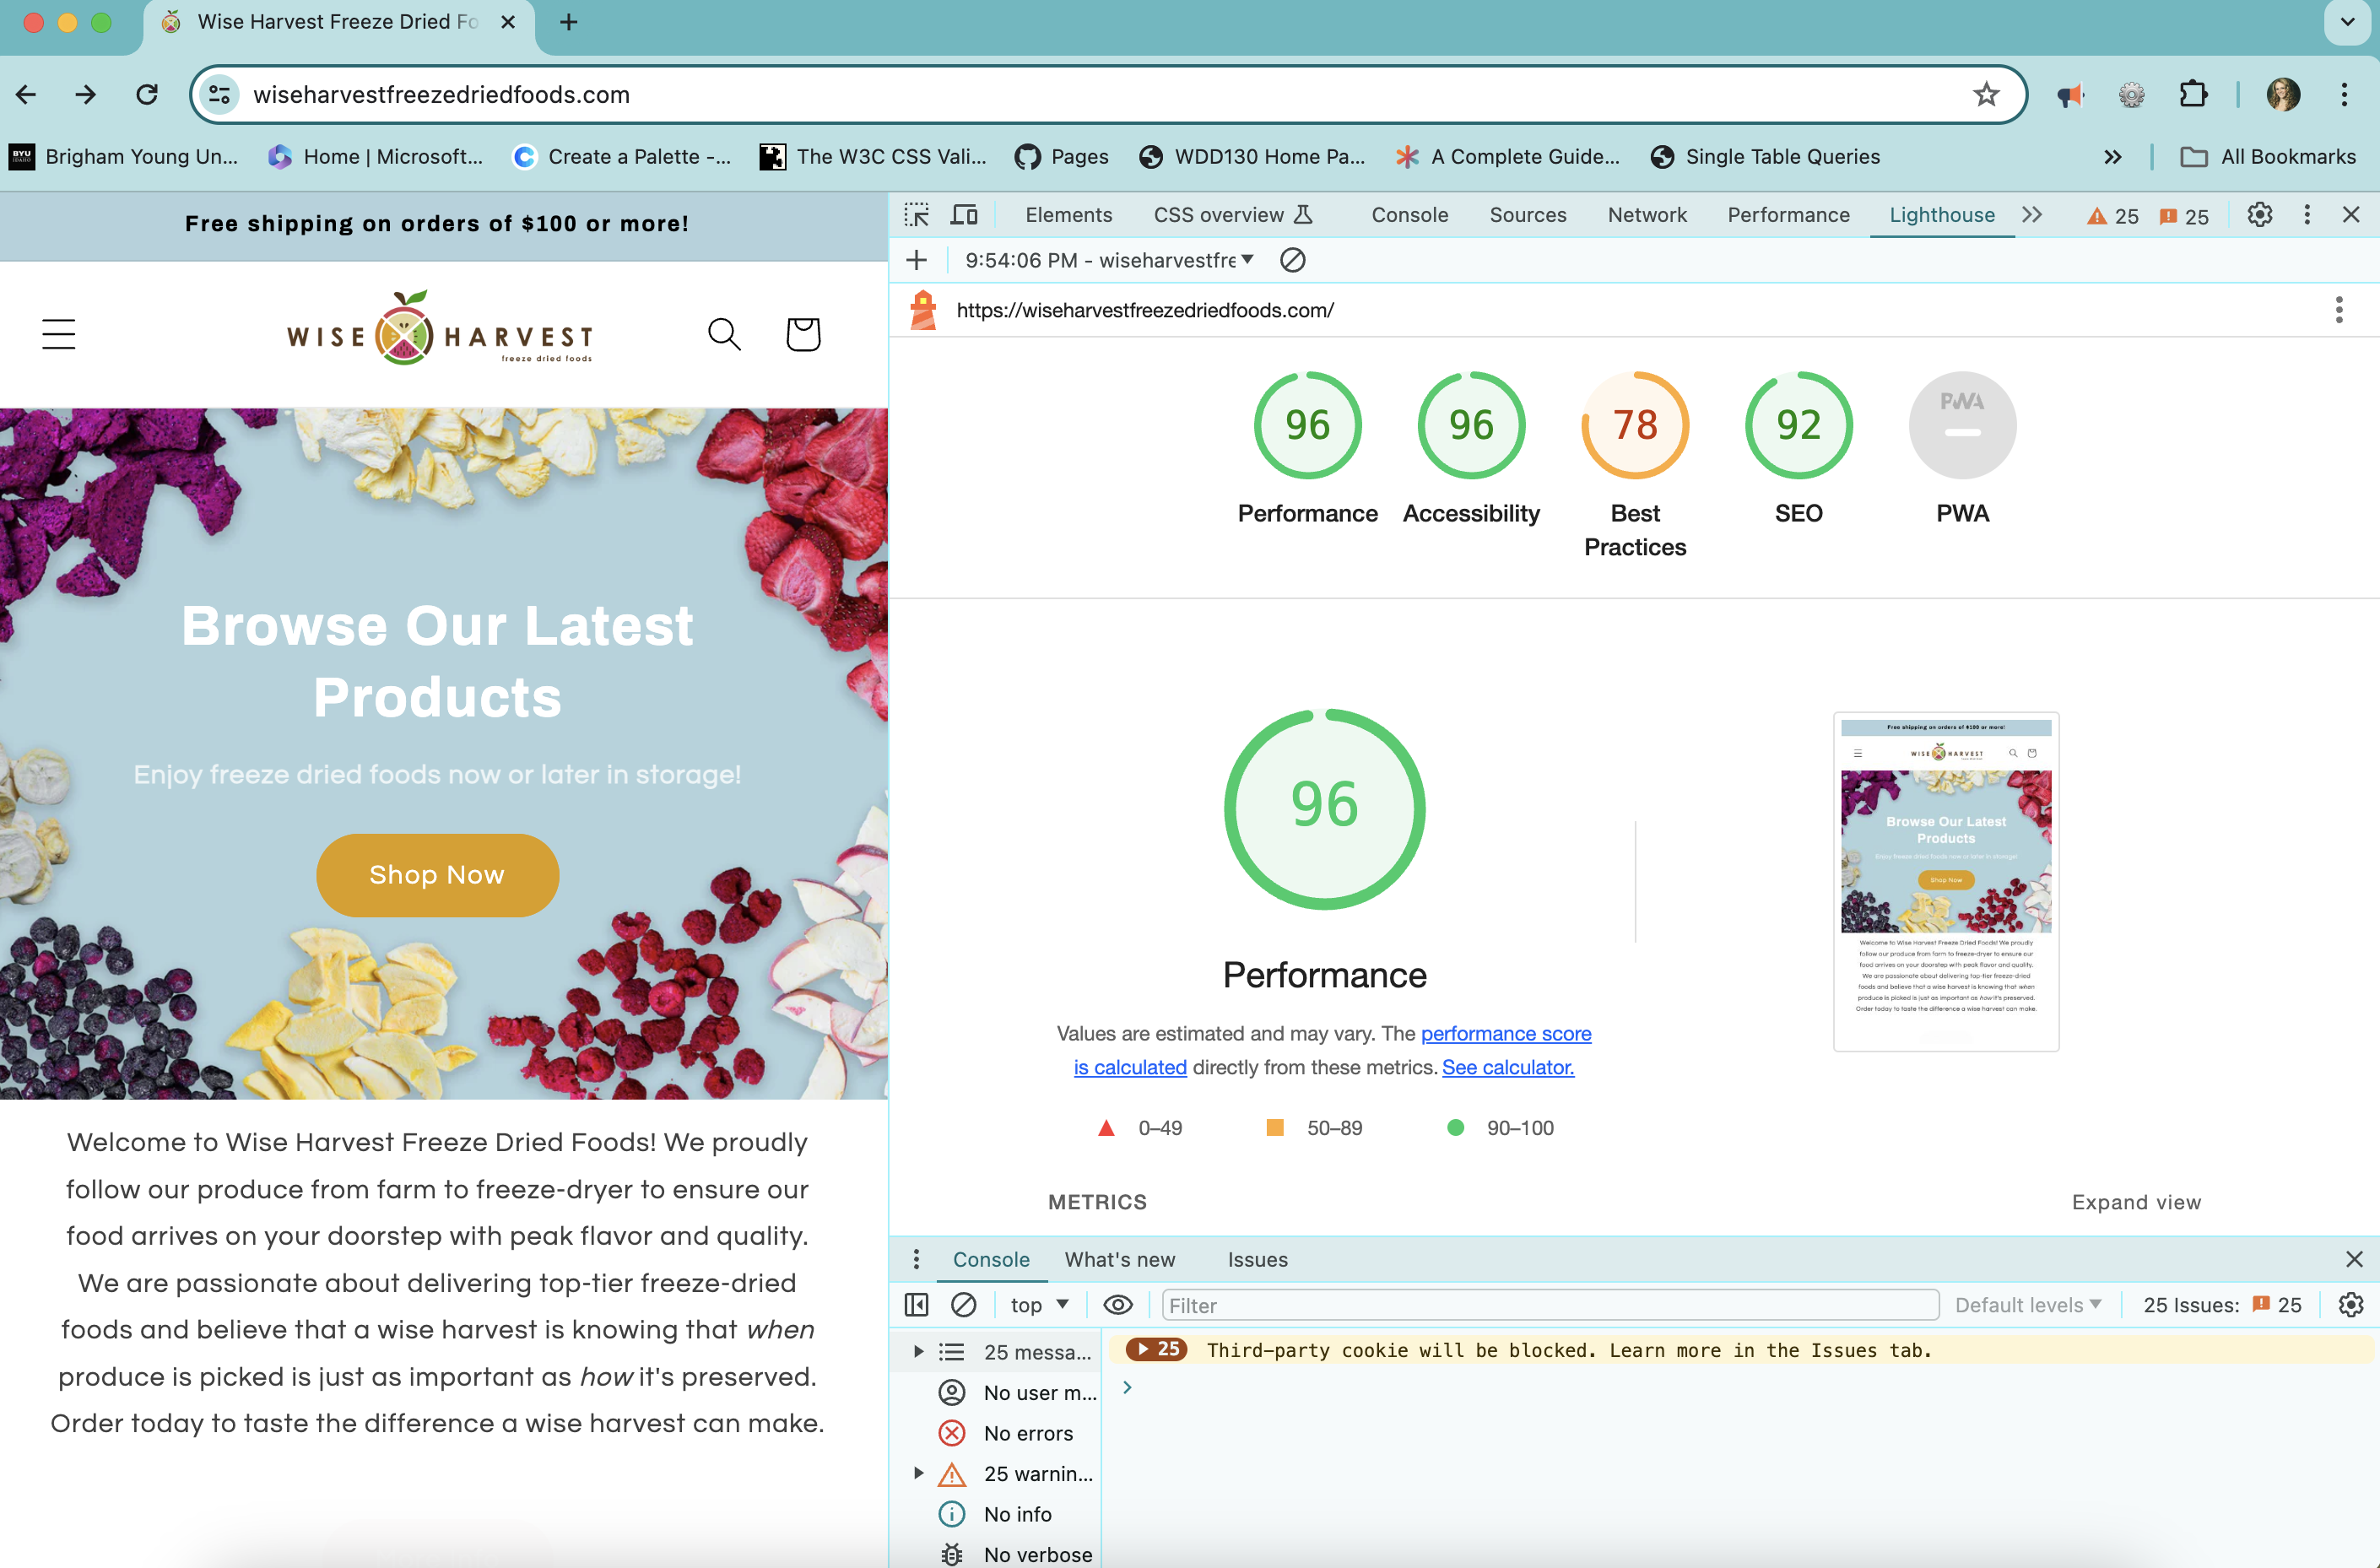 Wise Harvest Freeze Dried Fo
wiseharvestfreezedriedfoods.com
BYU
Brigham Young Un...
Home | Microsoft...
Create a Palette -...
The W3C CSS Vali...
Pages
WDD130 Home Pa...
A Complete Guide...
Single Table Queries
All Bookmarks
Free shipping on orders of $100 or more!
WISE HARVEST
freeze dried foods
Browse Our Latest
Products
Enjoy freeze dried foods now or later in storage!
Shop Now
Welcome to Wise Harvest Freeze Dried Foods! We proudly
follow our produce from farm to freeze-dryer to ensure our
food arrives on your doorstep with peak flavor and quality.
We are passionate about delivering top-tier freeze-dried
foods and believe that a wise harvest is knowing that when
produce is picked is just as important as how it's preserved.
Order today to taste the difference a wise harvest can make.
Elements
CSS overview
Console
Sources
Network
Performance
Lighthouse
25
25
9:54:06 PM - wiseharvestfre
https://wiseharvestfreezedriedfoods.com/
96
Performance
96
Accessibility
78
Best
Practices
92
SEO
PWA
PWA
96
Performance
Values are estimated and may vary. The performance score
is calculated directly from these metrics. See calculator.
0–49
50–89
90–100
Free shipping on orders of $100 or more!
WISE HARVEST
Browse Our Latest
Products
Enjoy freeze dried foods now or later in storage!
Shop Now
Welcome to Wise Harvest Freeze Dried Foods! We proudly
follow our produce from farm to freeze-dryer to ensure our
food arrives on your doorstep with peak flavor and quality.
We are passionate about delivering top-tier freeze-dried
foods and believe that a wise harvest is knowing that when
produce is picked is just as important as how it's preserved.
Order today to taste the difference a wise harvest can make.
METRICS
Expand view
Console
What's new
Issues
top
Filter
Default levels
25 Issues:
25
25 messa...
No user m...
No errors
25 warnin...
No info
No verbose
25
Third-party cookie will be blocked. Learn more in the Issues tab.